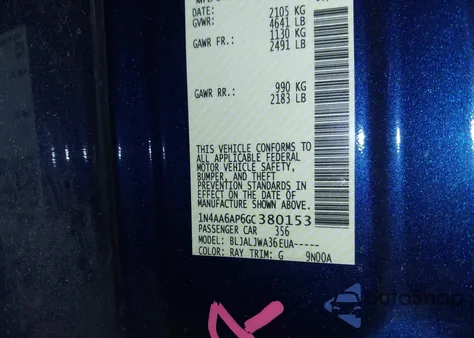 DATE: 2105 KG
GVWR: 4641 LB
1130 KG
GAWR FR.: 2491 LB
990 KG
GAWR RR.: 2183 LB
THIS VEHICLE CONFORMS TO
ALL APPLICABLE FEDERAL
MOTOR VEHICLE SAFETY,
BUMPER, AND THEFT
PREVENTION STANDARDS IN
EFFECT ON THE DATE OF
MANUFACTURE SHOWN ABOVE.
1N4AA6AP6GC380153
PASSENGER CAR 356
MODEL: BLJALJWA36EUA-----
COLOR: RAY TRIM: G 9N00A
DataSnap